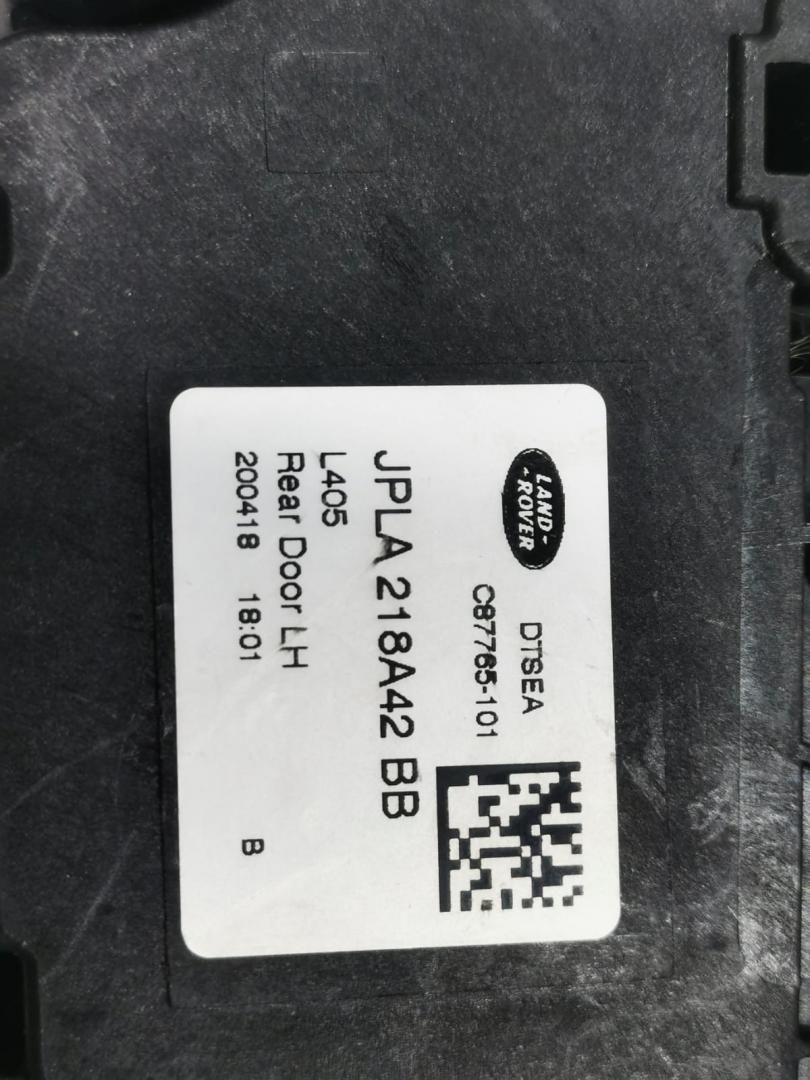 LAND-
-ROVER
DTSEA
C87765-101
JPLA 218A42 BB
L405
Rear Door LH
200418 18:01 B